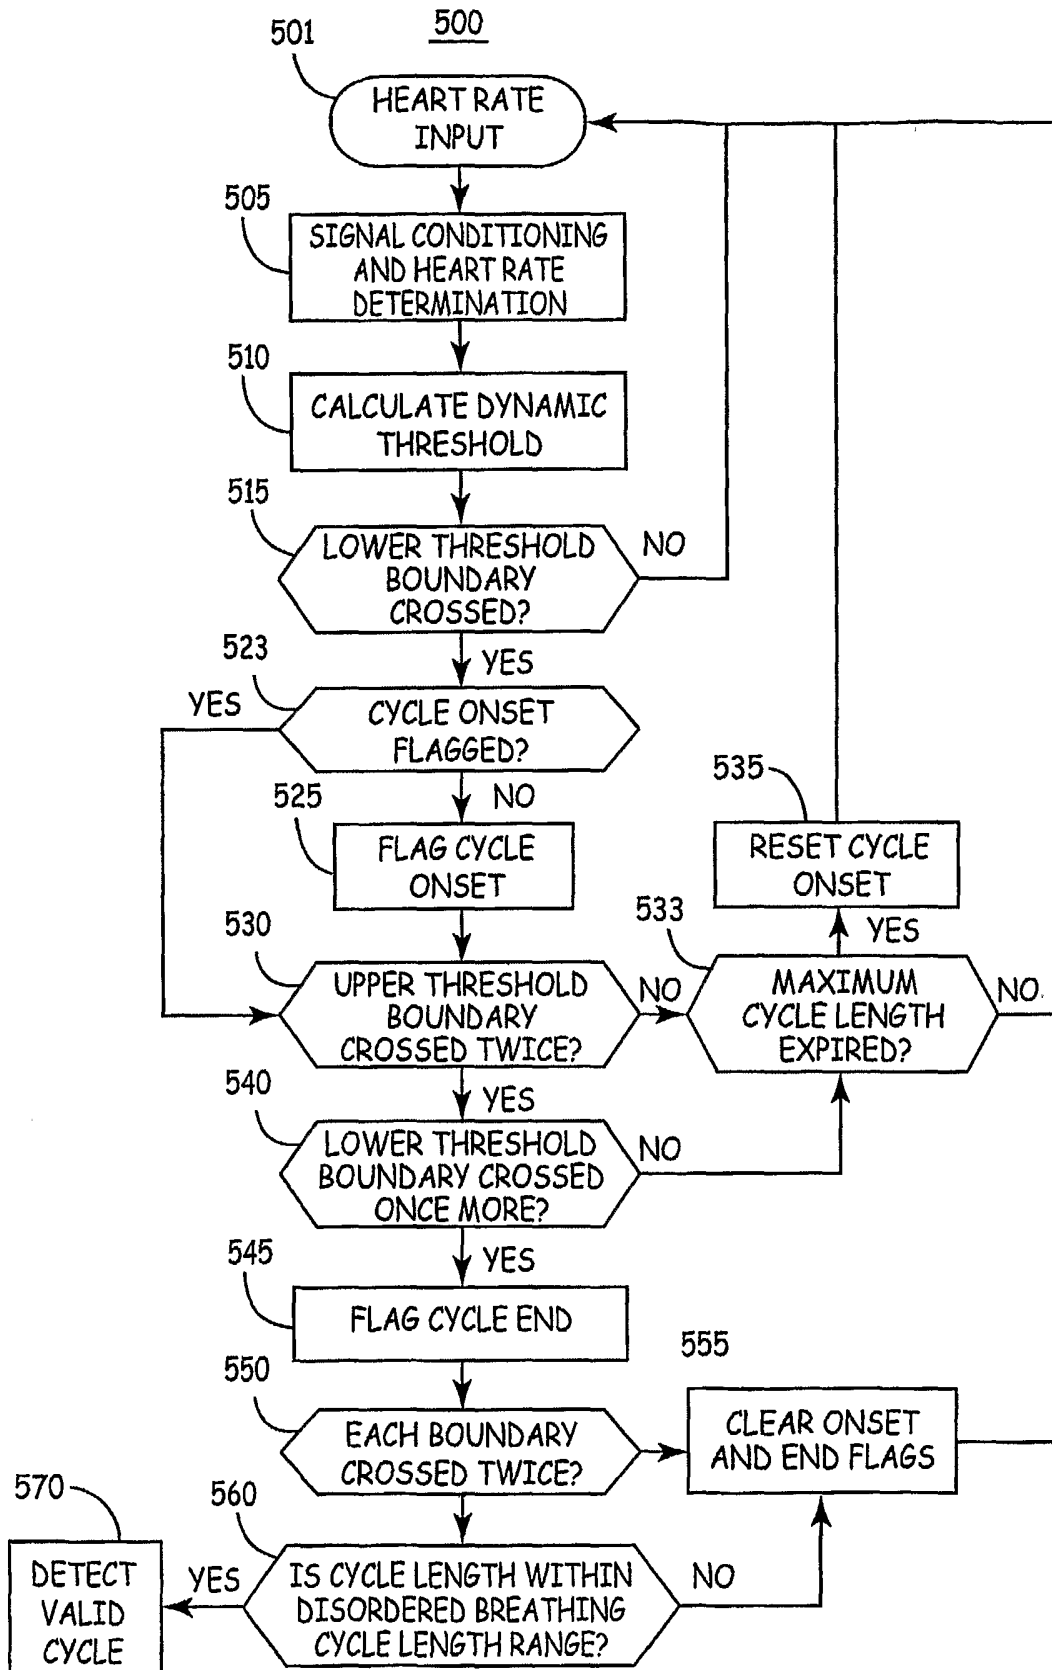 500
501
HEART RATE
INPUT
505
SIGNAL CONDITIONING
AND HEART RATE
DETERMINATION
510
CALCULATE DYNAMIC
THRESHOLD
515
LOWER THRESHOLD
BOUNDARY
CROSSED?
NO
YES
523
YES
CYCLE ONSET
FLAGGED?
NO
525
FLAG CYCLE
ONSET
535
RESET CYCLE
ONSET
YES
530
UPPER THRESHOLD
BOUNDARY
CROSSED TWICE?
NO
533
MAXIMUM
CYCLE LENGTH
EXPIRED?
NO
YES
540
LOWER THRESHOLD
BOUNDARY CROSSED
ONCE MORE?
NO
YES
545
FLAG CYCLE END
550
EACH BOUNDARY
CROSSED TWICE?
555
CLEAR ONSET
AND END FLAGS
560
IS CYCLE LENGTH WITHIN
DISORDERED BREATHING
CYCLE LENGTH RANGE?
NO
YES
570
DETECT
VALID
CYCLE